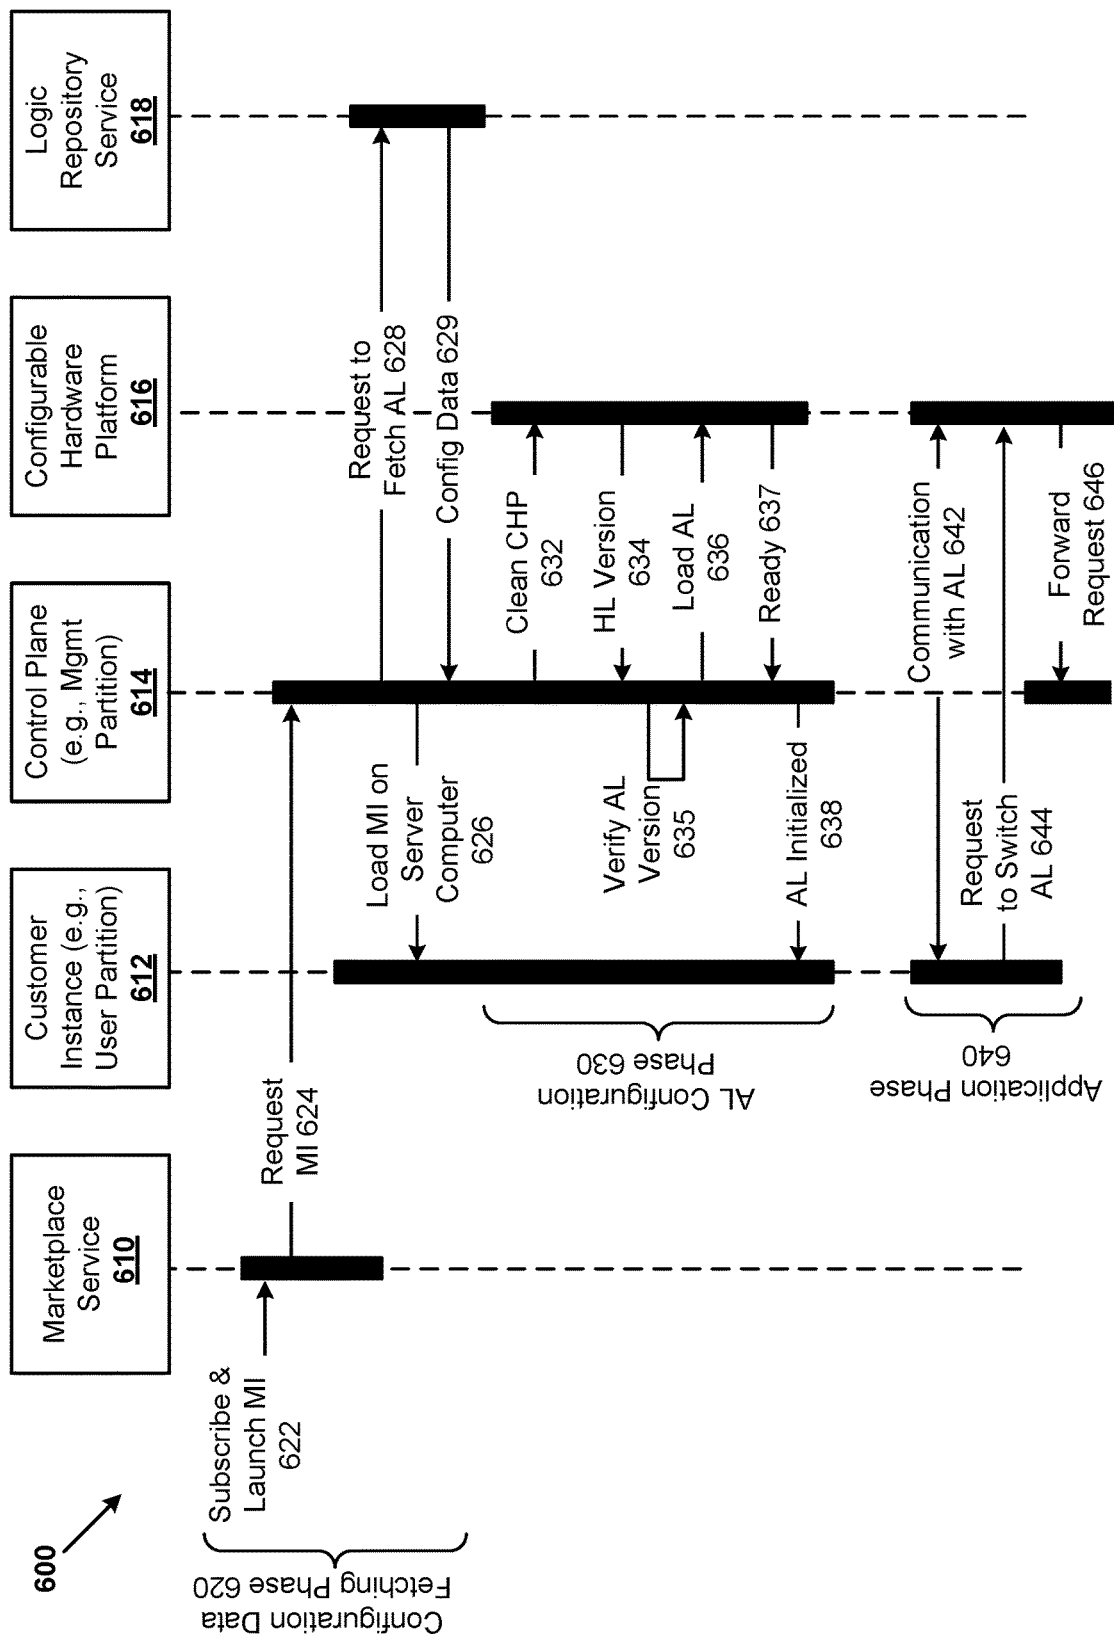 600
Marketplace
Service
610
Customer
Instance (e.g.,
User Partition)
612
Control Plane
(e.g., Mgmt
Partition)
614
Configurable
Hardware
Platform
616
Logic
Repository
Service
618
Configuration Data
Fetching Phase 620
Subscribe &
Launch MI
622
Request
MI 624
Load MI on
Server
Computer
626
Request to
Fetch AL 628
Config Data 629
AL Configuration
Phase 630
Clean CHP
632
HL Version
634
Verify AL
Version
635
Load AL
636
Ready 637
AL Initialized
638
Application Phase
640
Communication
with AL 642
Request
to Switch
AL 644
Forward
Request 646